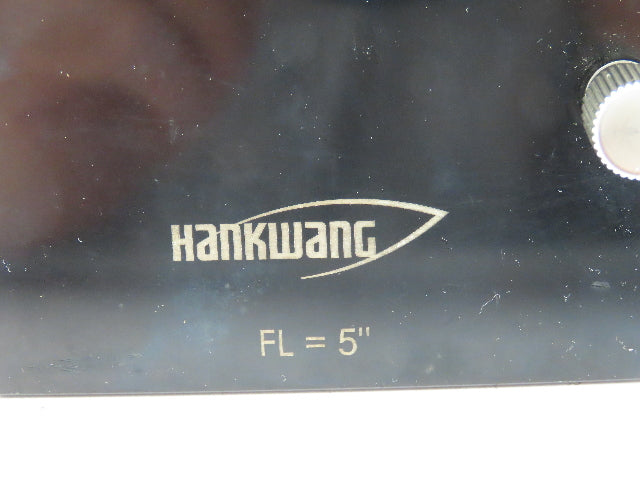 HanKwang
FL = 5"